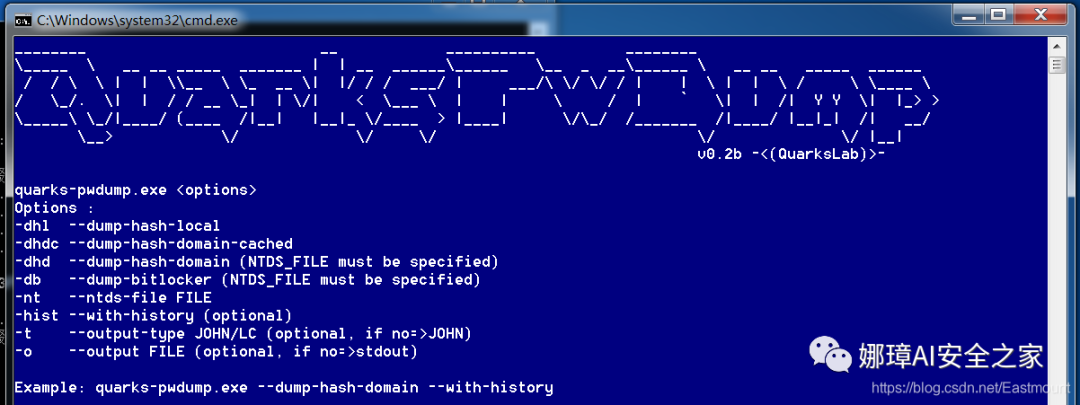 C:\Windows\system32\cmd.exe
QuarksPwDump
v0.2b -<(QuarksLab)>-
quarks-pwdump.exe <options>
Options :
-dhl --dump-hash-local
-dhdc --dump-hash-domain-cached
-dhd --dump-hash-domain (NTDS_FILE must be specified)
-db --dump-bitlocker (NTDS_FILE must be specified)
-nt --ntds-file FILE
-hist --with-history (optional)
-t --output-type JOHN/LC (optional, if no=>JOHN)
-o --output FILE (optional, if no=>stdout)
Example: quarks-pwdump.exe --dump-hash-domain --with-history
娜璋AI安全之家
https://blog.csdn.net/Eastmount